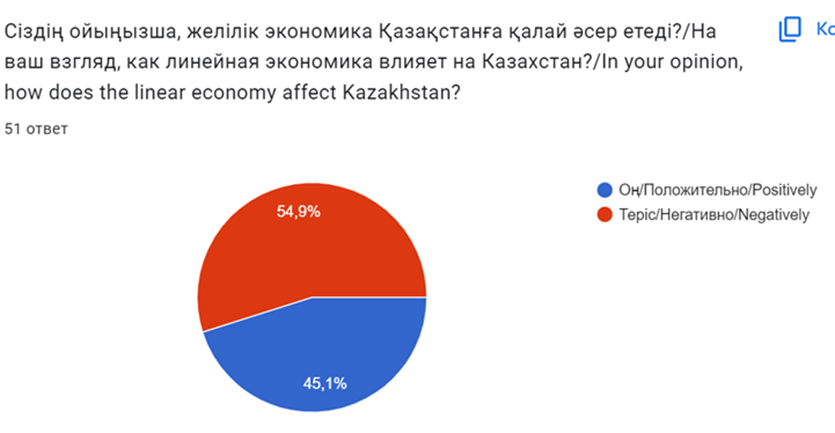 Сіздің ойыңызша, желілік экономика Қазақстанға қалай әсер етеді?/На
ваш взгляд, как линейная экономика влияет на Казахстан?/In your opinion,
how does the linear economy affect Kazakhstan?
51 ответ
Оң/Положительно/Positively
Теріс/Негативно/Negatively
54,9%
45,1%